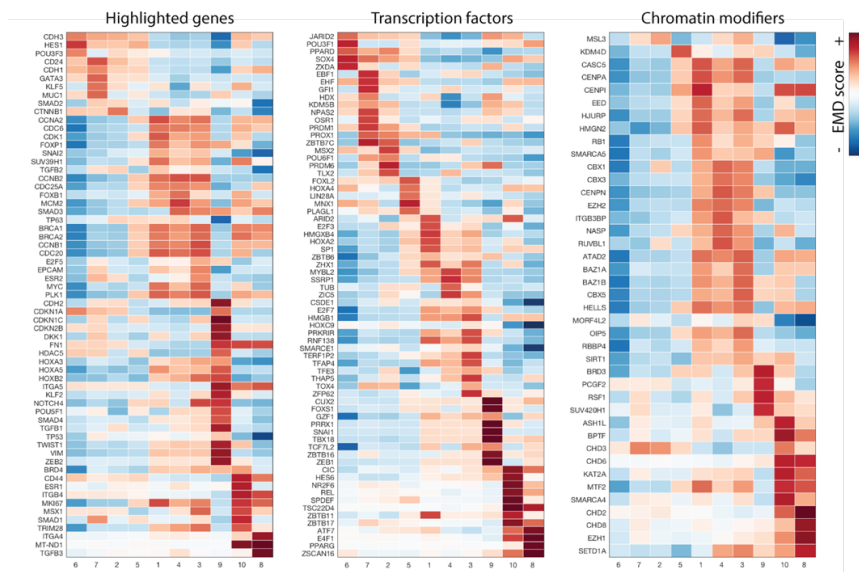 Highlighted genes
CDH3
HES1
POU3F3
CD24
CDH1
GATA3
KLF5
MUC1
SMAD2
CTNNB1
CCNA2
CDC6
CDK1
FOXP1
SNAI2
SUV39H1
TGFB2
CCNB2
CDC25A
FOXB1
MCM2
SMAD3
TP63
BRCA1
BRCA2
CCNB1
CDC20
E2F5
EPCAM
ESR2
MYC
PLK1
CDH2
CDKN1A
CDKN1C
CDKN2B
DKK1
FN1
HDAC5
HOXA3
HOXA5
HOXB2
ITGA5
KLF2
NOTCH4
POU5F1
SMAD4
TGFB1
TP53
TWIST1
VIM
ZEB2
BRD4
CD44
ESR1
ITGB4
MKI67
MSX1
SMAD1
TRIM28
ITGA4
MT-ND1
TGFB3
6 7 2 5 1 4 3 9 10 8
Transcription factors
JARID2
POU3F1
PPARD
SOX4
ZXDA
EBF1
EHF
GFI1
HDX
KDM5B
NPAS2
OSR1
PRDM1
PROX1
ZBTB7C
MSX2
POU6F1
PRDM6
TLX2
FOXL2
HOXA4
LIN28A
MNX1
PLAGL1
ARID2
E2F3
HMGXB4
HOXA2
SP1
ZBTB6
ZHX1
MYBL2
SSRP1
TUB
ZIC5
CSDE1
E2F7
HMGB1
HOXC9
PRKRIR
RNF138
SMARCE1
TERF1P2
TFAP4
TFE3
THAP5
TOX4
ZFP62
CUX2
FOXS1
GZF1
PRRX1
SNAI1
TBX18
TCF7L2
ZBTB16
ZEB1
CIC
HES6
NR2F6
REL
SPDEF
TSC22D4
ZBTB11
ZBTB17
ATF7
E4F1
PPARG
ZSCAN16
6 7 2 5 1 4 3 9 10 8
Chromatin modifiers
MSL3
KDM4D
CASC5
CENPA
CENPI
EED
HJURP
HMGN2
RB1
SMARCA5
CBX1
CBX3
CENPN
EZH2
ITGB3BP
NASP
RUVBL1
ATAD2
BAZ1A
BAZ1B
CBX5
HELLS
MORF4L2
OIP5
RBBP4
SIRT1
BRD3
PCGF2
RSF1
SUV420H1
ASH1L
BPTF
CHD3
CHD6
KAT2A
MTF2
SMARCA4
CHD2
CHD8
EZH1
SETD1A
6 7 2 5 1 4 3 9 10 8
- EMD score +